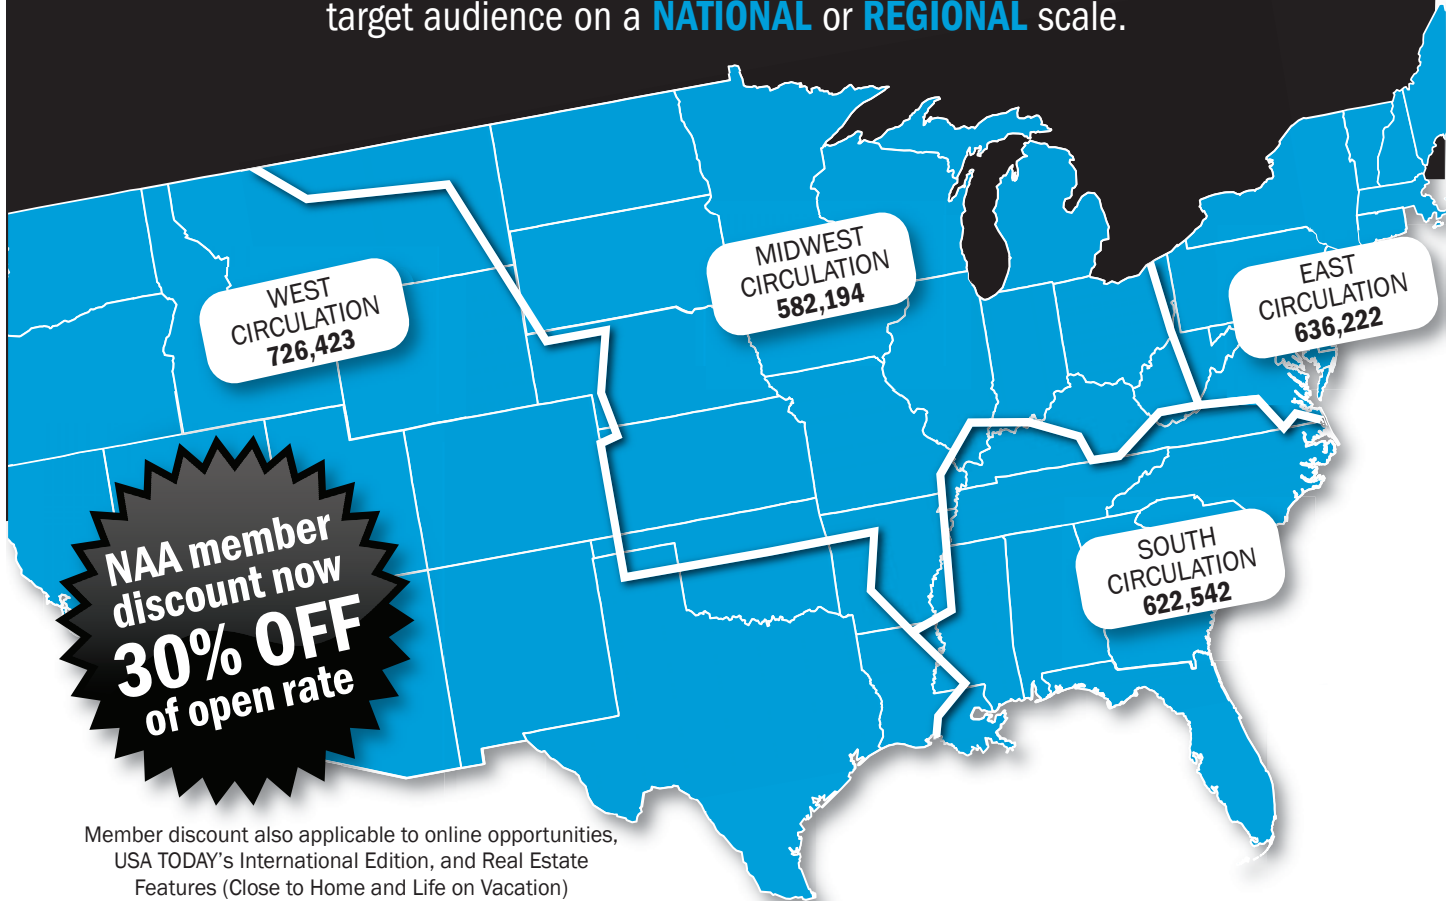 target audience on a NATIONAL or REGIONAL scale.
WEST
CIRCULATION
726,423
MIDWEST
CIRCULATION
582,194
EAST
CIRCULATION
636,222
SOUTH
CIRCULATION
622,542
NAA member
discount now
30% OFF
of open rate
Member discount also applicable to online opportunities,
USA TODAY’s International Edition, and Real Estate
Features (Close to Home and Life on Vacation)